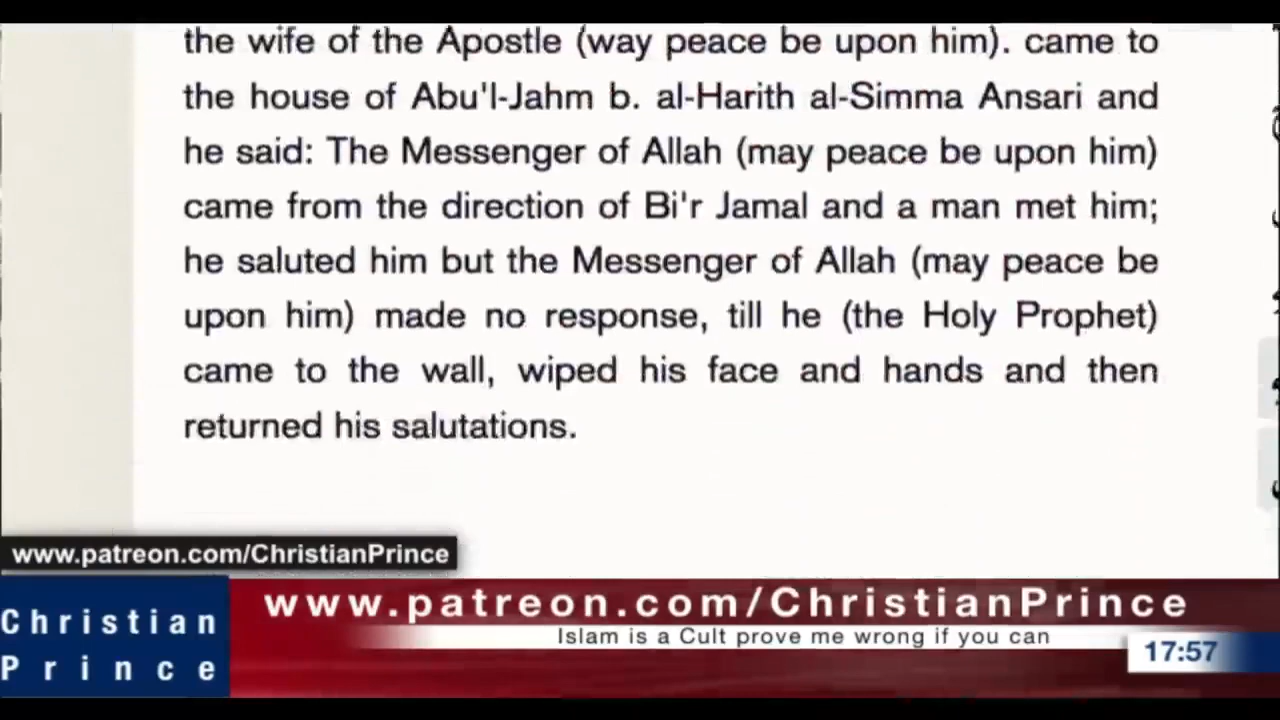 the wife of the Apostle (way peace be upon him). came to
the house of Abu'l-Jahm b. al-Harith al-Simma Ansari and
he said: The Messenger of Allah (may peace be upon him)
came from the direction of Bi'r Jamal and a man met him;
he saluted him but the Messenger of Allah (may peace be
upon him) made no response, till he (the Holy Prophet)
came to the wall, wiped his face and hands and then
returned his salutations.
www.patreon.com/ChristianPrince
Christian
Prince
www.patreon.com/ChristianPrince
Islam is a Cult prove me wrong if you can
17:57